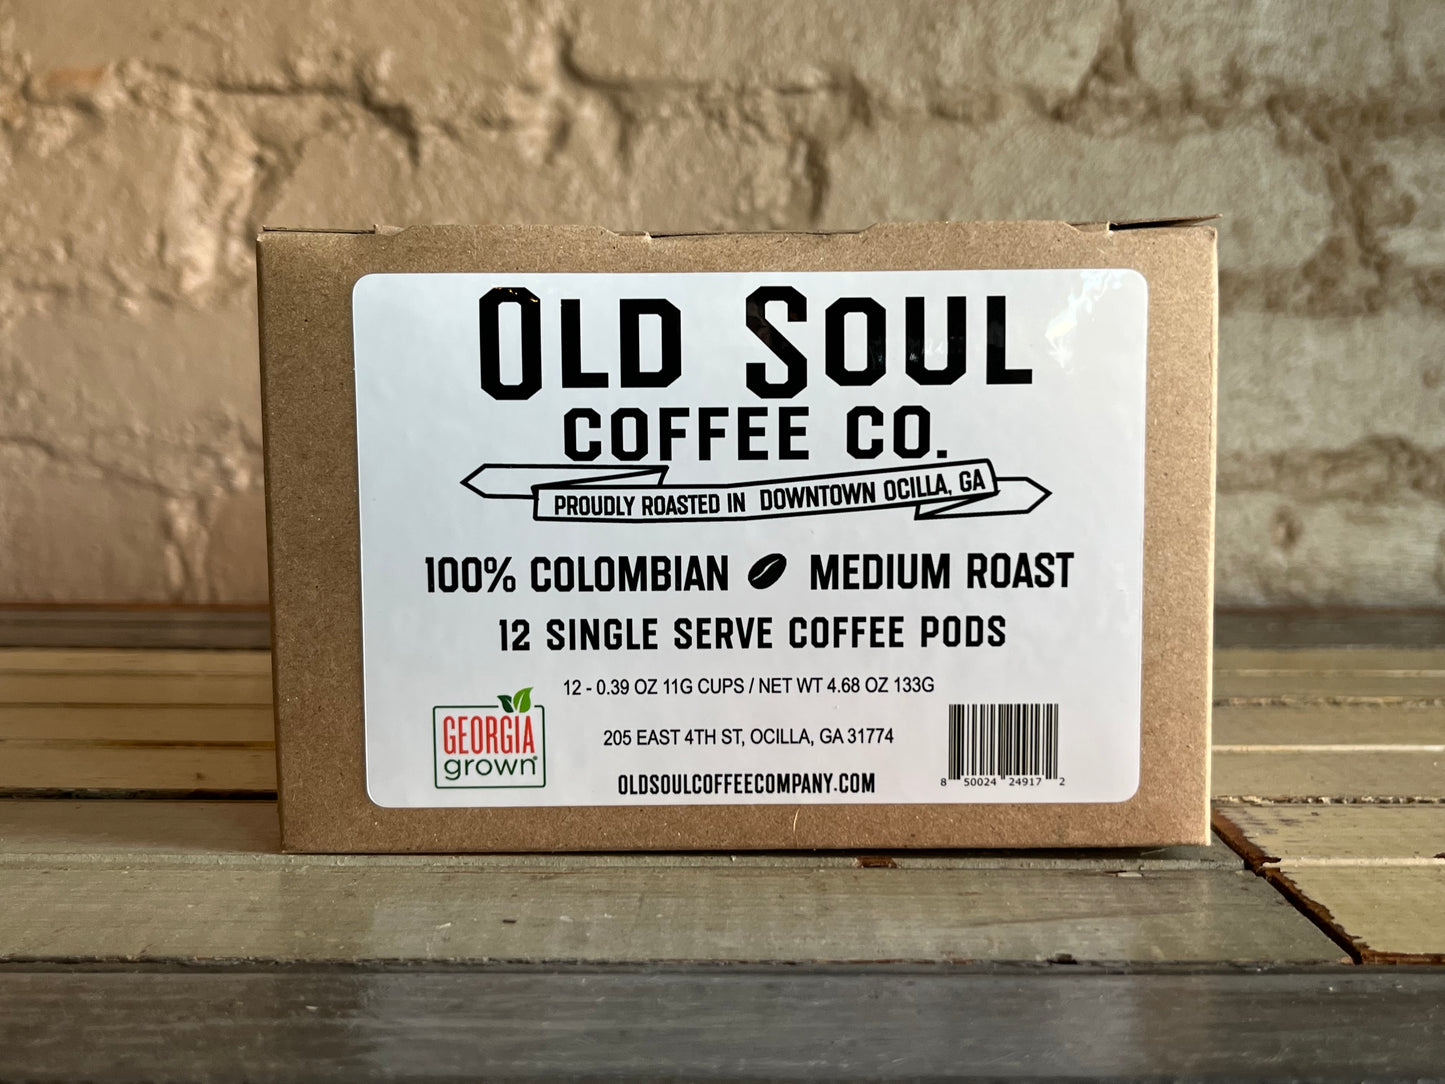 OLD SOUL
COFFEE CO.
PROUDLY ROASTED IN DOWNTOWN OCILLA, GA
100% COLOMBIAN MEDIUM ROAST
12 SINGLE SERVE COFFEE PODS
12 - 0.39 OZ 11G CUPS / NET WT 4.68 OZ 133G
GEORGIA
grown
205 EAST 4TH ST, OCILLA, GA 31774
OLDSOULCOFFEECOMPANY.COM
8 50024 24917 2